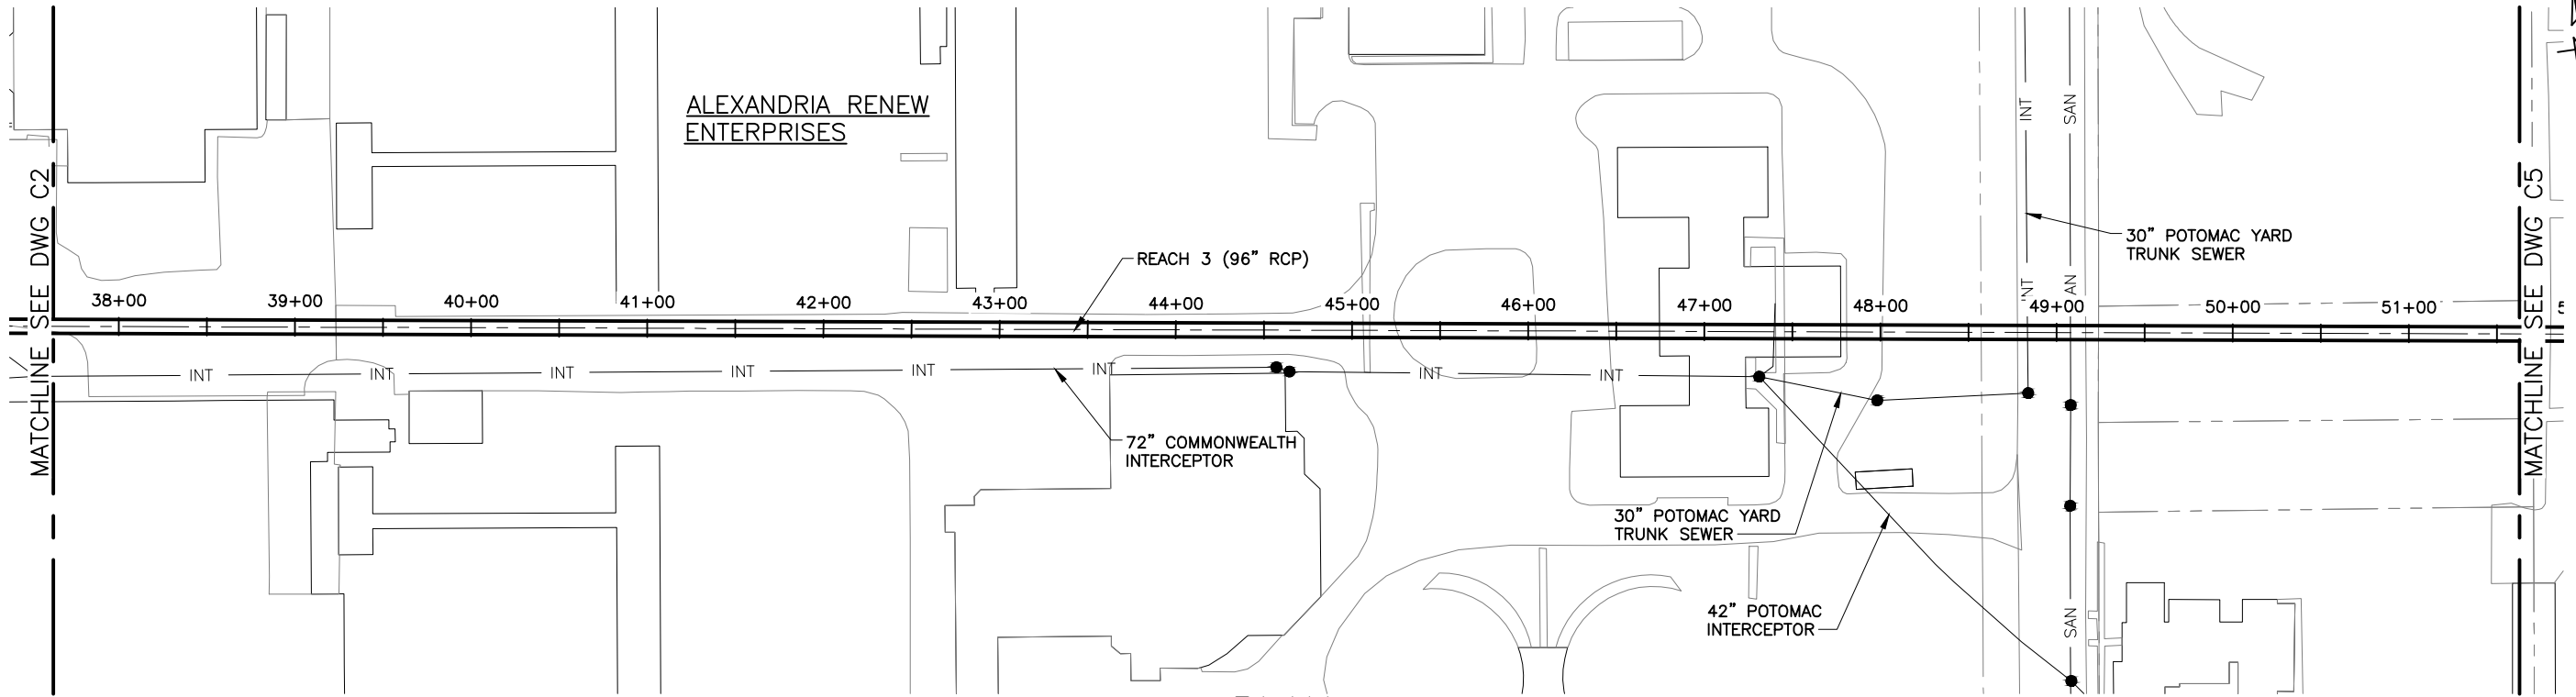 ALEXANDRIA RENEW
ENTERPRISES
MATCHLINE SEE DWG C2
MATCHLINE SEE DWG C5
INT
SAN
30” POTOMAC YARD
TRUNK SEWER
REACH 3 (96” RCP)
INT
AN
38+00
39+00
40+00
41+00
42+00
43+00
44+00
45+00
46+00
47+00
48+00
49+00
50+00
51+00
5
INT
INT
INT
INT
INT
INT
INT
INT
72” COMMONWEALTH
INTERCEPTOR
30” POTOMAC YARD
TRUNK SEWER
42” POTOMAC
INTERCEPTOR
SAN